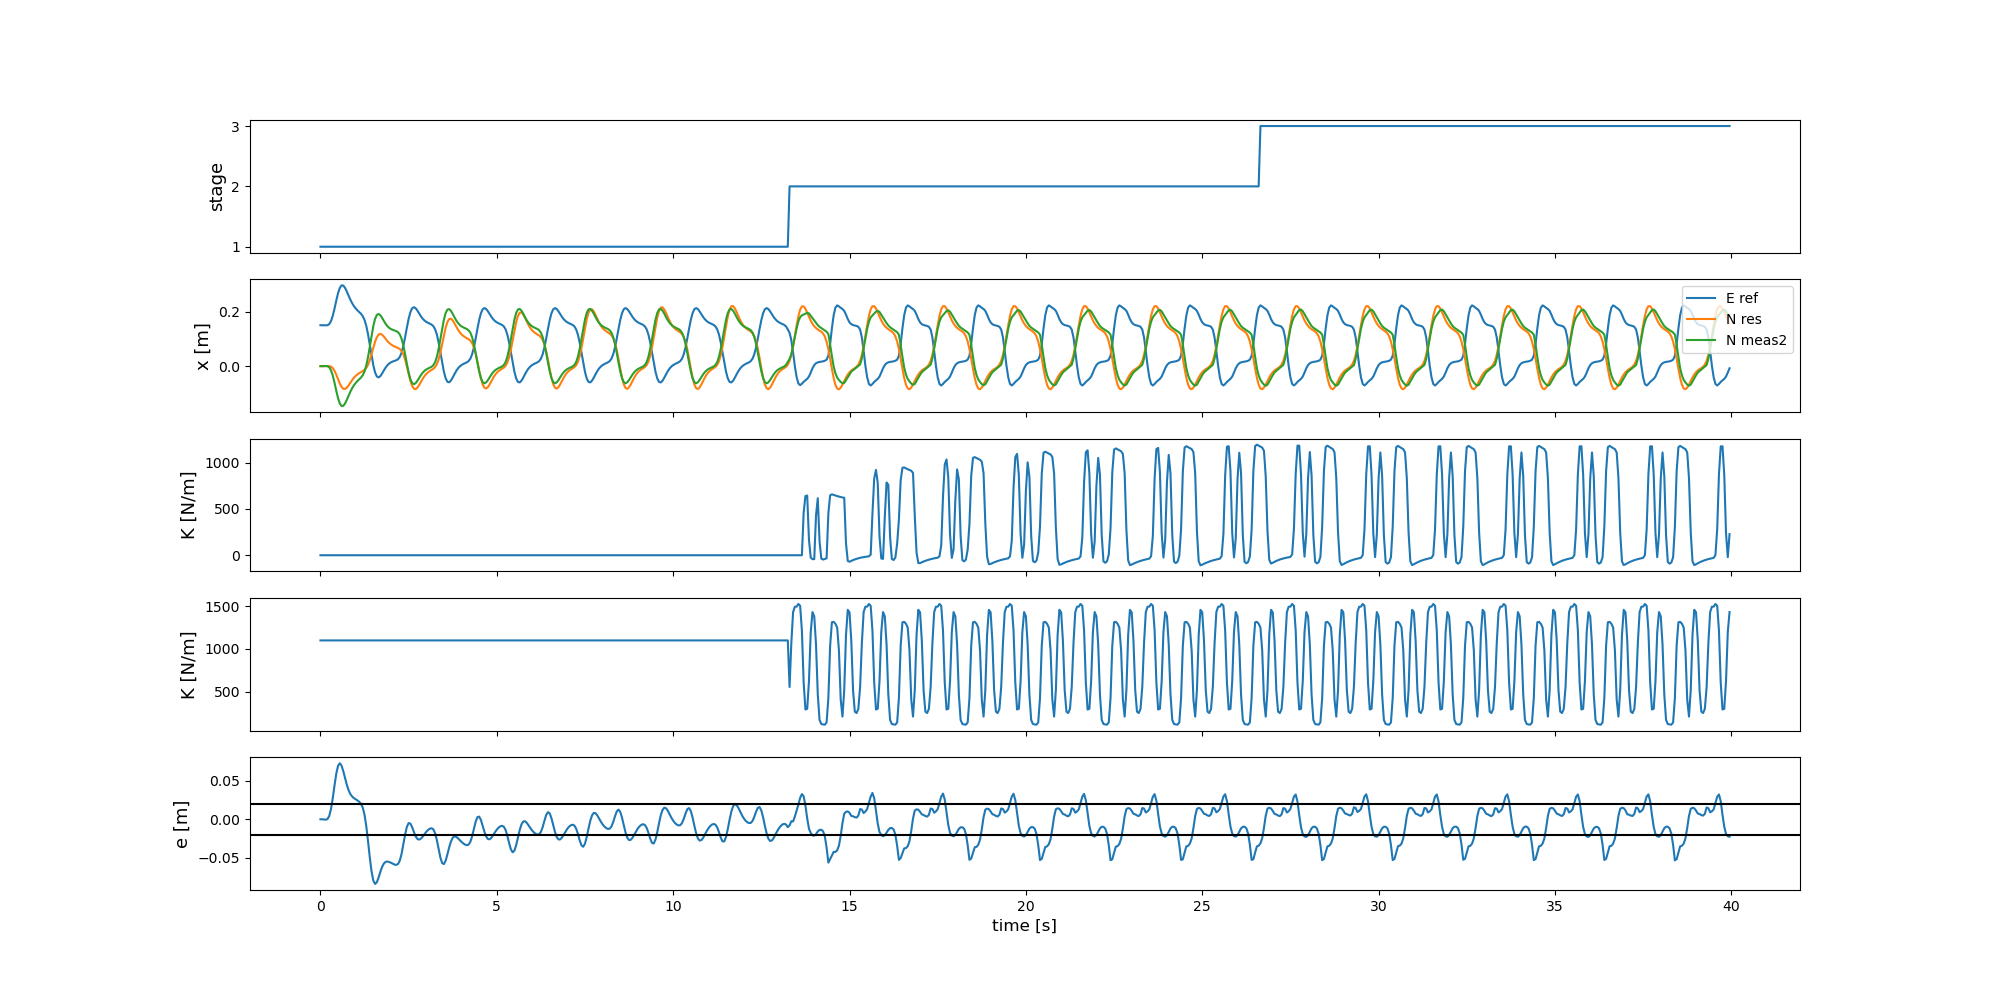 3
2
1
stage
0.2
0.0
x [m]
E ref
N res
N meas2
1000
500
0
K [N/m]
1500
1000
500
K [N/m]
0.05
0.00
−0.05
e [m]
0 5 10 15 20 25 30 35 40
time [s]